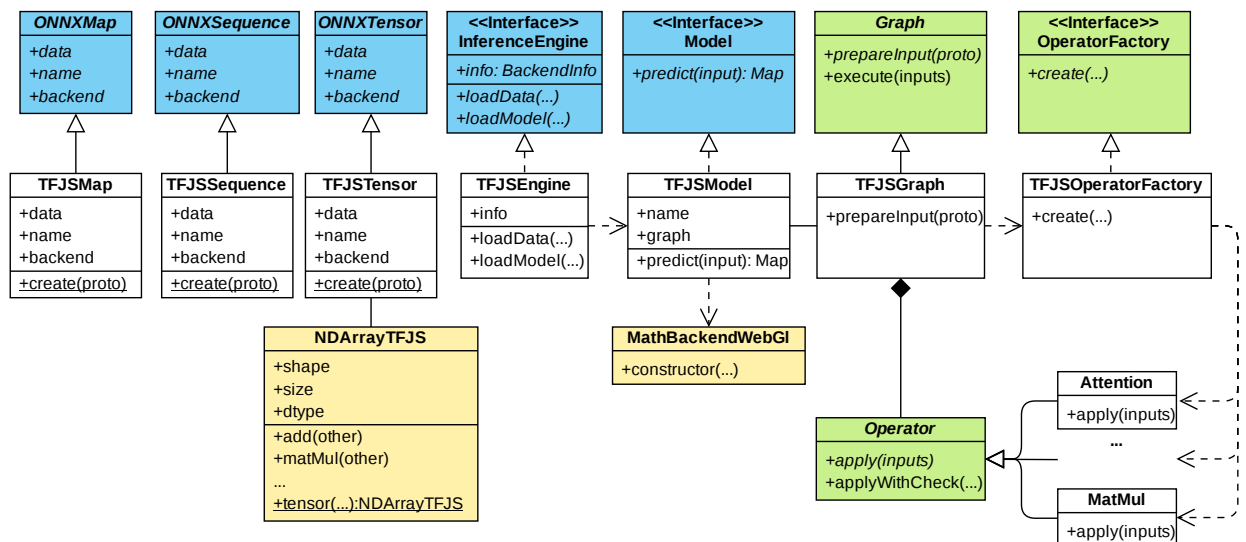 ONNXMap
+data
+name
+backend
ONNXSequence
+data
+name
+backend
ONNXTensor
+data
+name
+backend
<<Interface>>
InferenceEngine
+info: BackendInfo
+loadData(...)
+loadModel(...)
<<Interface>>
Model
+predict(input): Map
Graph
+prepareInput(proto)
+execute(inputs)
<<Interface>>
OperatorFactory
+create(...)
TFJSMap
+data
+name
+backend
+create(proto)
TFJSSequence
+data
+name
+backend
+create(proto)
TFJSTensor
+data
+name
+backend
+create(proto)
TFJSEngine
+info
+loadData(...)
+loadModel(...)
TFJSModel
+name
+graph
+predict(input): Map
TFJSGraph
+prepareInput(proto)
TFJSOperatorFactory
+create(...)
NDArrayTFJS
+shape
+size
+dtype
+add(other)
+matMul(other)
...
+tensor(...):NDArrayTFJS
MathBackendWebGl
+constructor(...)
Operator
+apply(inputs)
+applyWithCheck(...)
Attention
+apply(inputs)
...
MatMul
+apply(inputs)